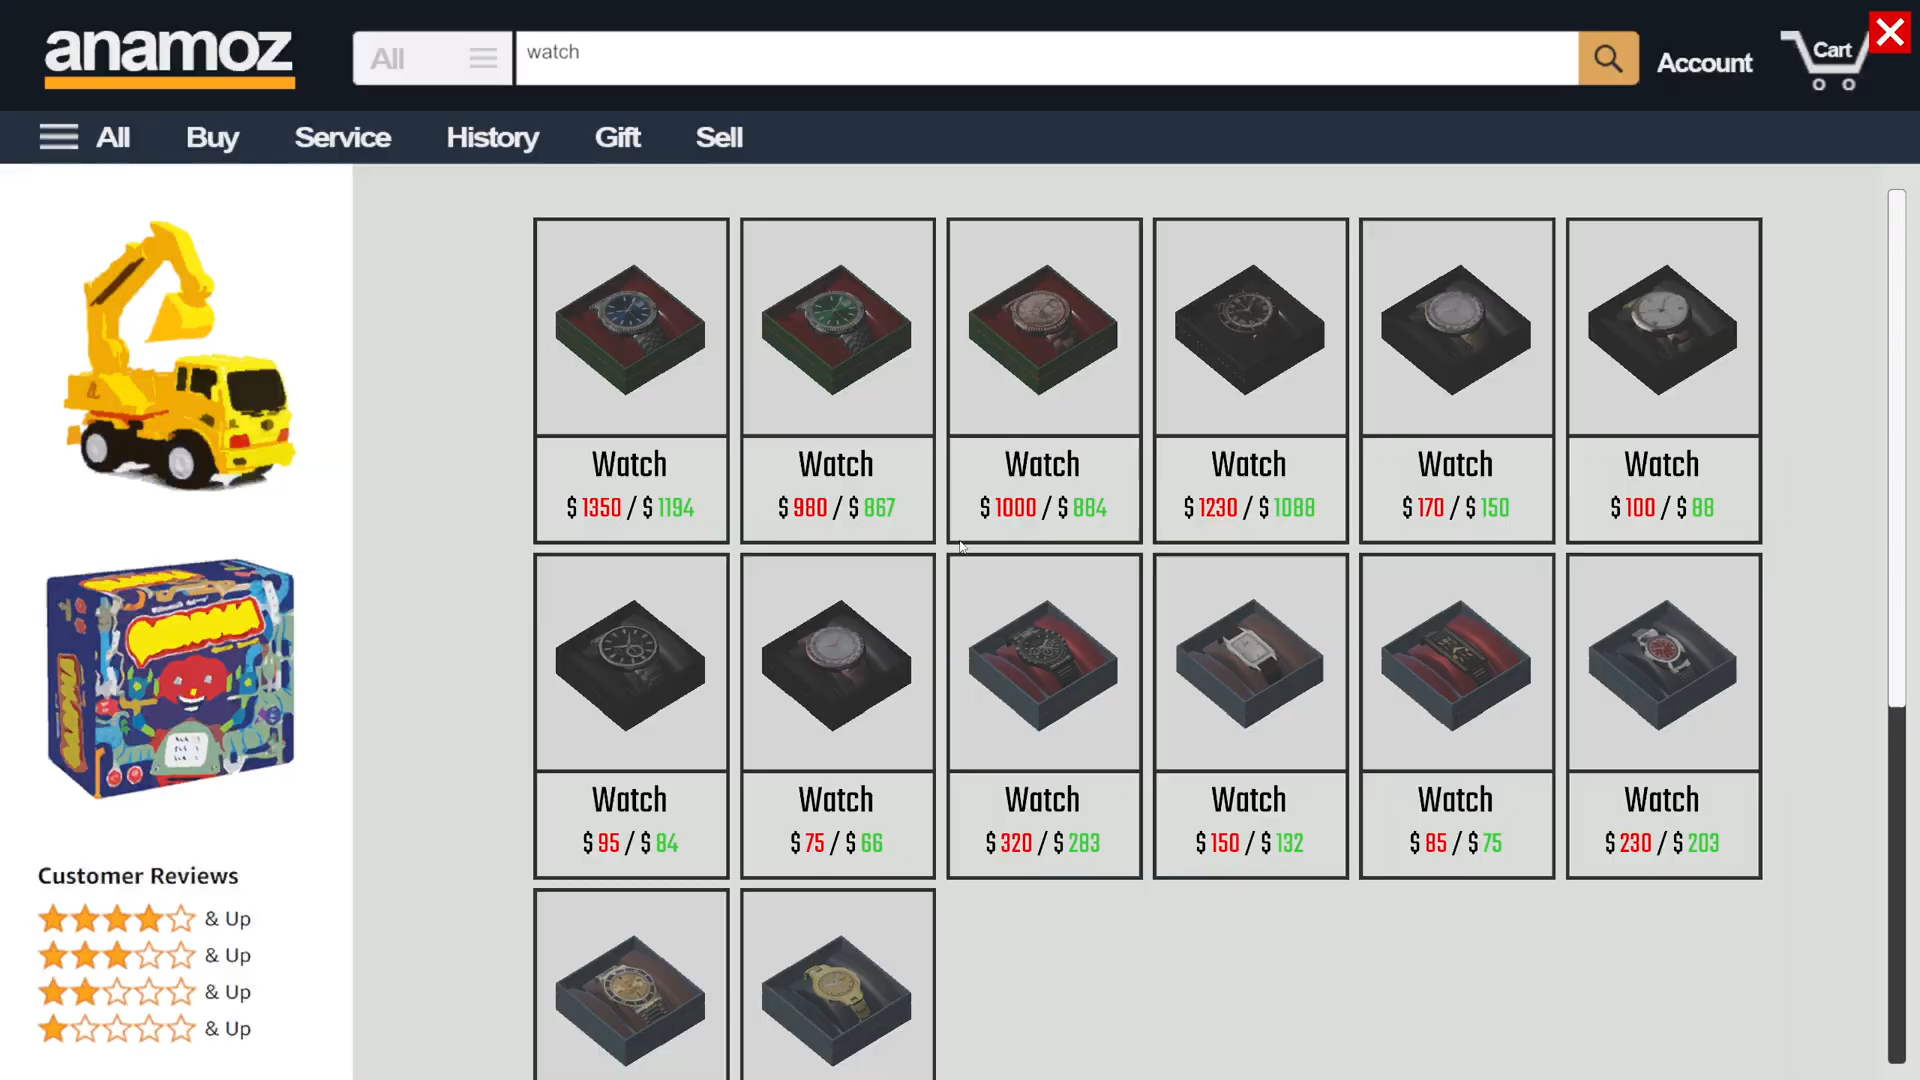 anamoz
All
watch
Account
Cart
All Buy Service History Gift Sell
Watch Watch Watch Watch Watch Watch
$ 1350 / $ 1194 $ 980 / $ 867 $ 1000 / $ 884 $ 1230 / $ 1088 $ 170 / $ 150 $ 100 / $ 88
Watch Watch Watch Watch Watch Watch
$ 95 / $ 84 $ 75 / $ 66 $ 320 / $ 283 $ 150 / $ 132 $ 85 / $ 75 $ 230 / $ 203
Customer Reviews
& Up
& Up
& Up
& Up